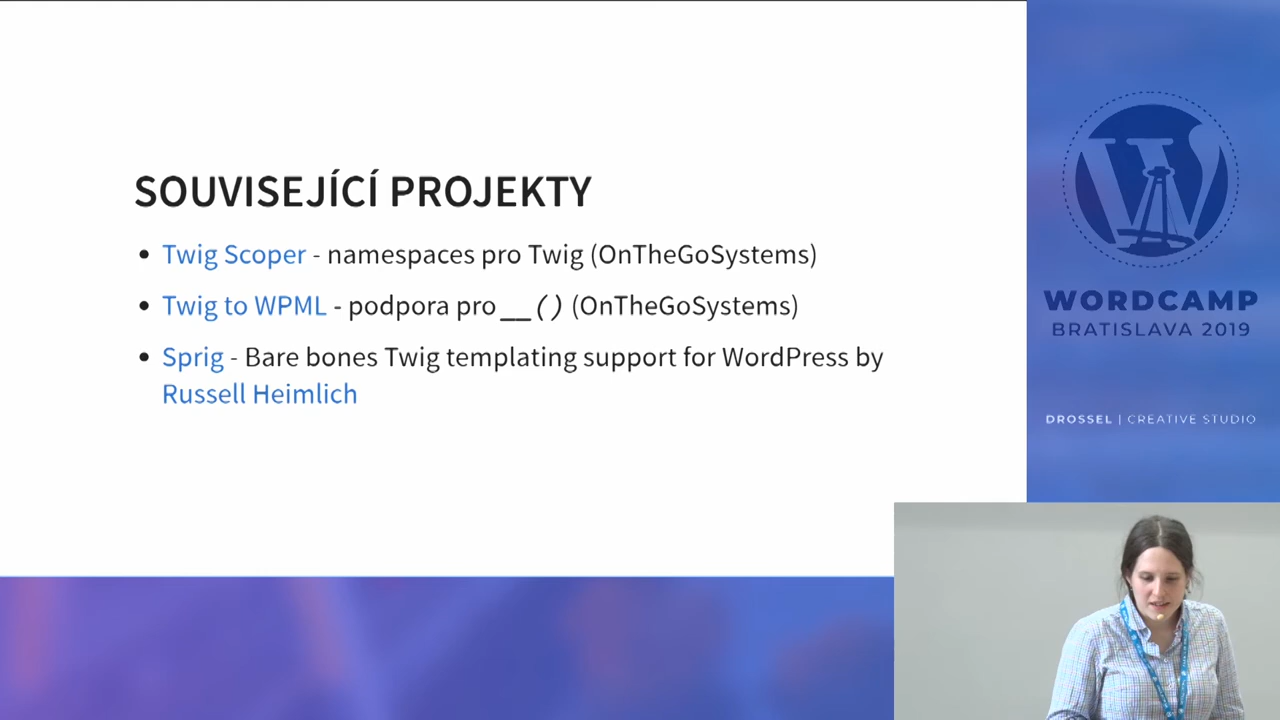 SOUVISEJÍCÍ PROJEKTY
Twig Scoper - namespaces pro Twig (OnTheGoSystems)
Twig to WPML - podpora pro __() (OnTheGoSystems)
Sprig - Bare bones Twig templating support for WordPress by
Russell Heimlich
WORDCAMP
BRATISLAVA 2019
DROSSEL | CREATIVE STUDIO